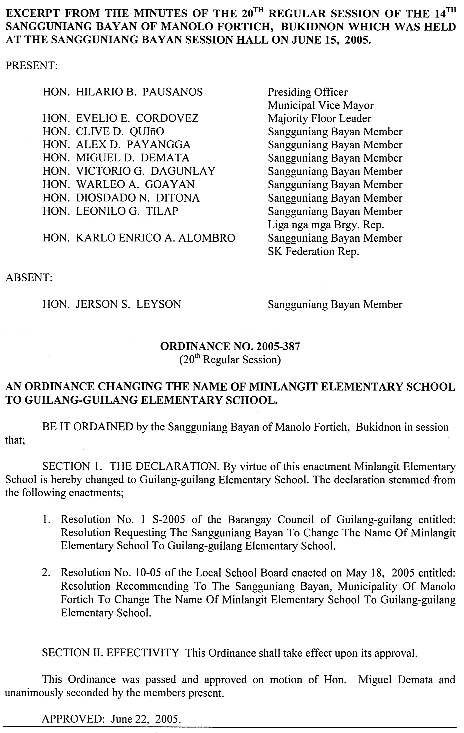 EXCERPT FROM THE MINUTES OF THE 20TH REGULAR SESSION OF THE 14TH
SANGGUNIANG BAYAN OF MANOLO FORTICH, BUKIDNON WHICH WAS HELD
AT THE SANGGUNIANG BAYAN SESSION HALL ON JUNE 15, 2005.
PRESENT:
HON. HILARIO B. PAUSANOS Presiding Officer
Municipal Vice Mayor
HON. EVELIO E. CORDOVEZ Majority Floor Leader
HON. CLIVE D. QUIñO Sangguniang Bayan Member
HON. ALEX D. PAYANGGA Sangguniang Bayan Member
HON. MIGUEL D. DEMATA Sangguniang Bayan Member
HON. VICTORIO G. DAGUNLAY Sangguniang Bayan Member
HON. WARLEO A. GOAYAN Sangguniang Bayan Member
HON. DIOSDADO N. DITONA Sangguniang Bayan Member
HON. LEONILO G. TILAP Sangguniang Bayan Member
Liga nga mga Brgy. Rep.
HON. KARLO ENRICO A. ALOMBRO Sangguniang Bayan Member
SK Federation Rep.
ABSENT:
HON. JERSON S. LEYSON Sangguniang Bayan Member
ORDINANCE NO. 2005-387
(20th Regular Session)
AN ORDINANCE CHANGING THE NAME OF MINLANGIT ELEMENTARY SCHOOL
TO GUILANG-GUILANG ELEMENTARY SCHOOL.
BE IT ORDAINED by the Sangguniang Bayan of Manolo Fortich, Bukidnon in session
that;
SECTION 1. THE DECLARATION. By virtue of this enactment Minlangit Elementary
School is hereby changed to Guilang-guilang Elementary School. The declaration stemmed from
the following enactments;
1. Resolution No. 1 S-2005 of the Barangay Council of Guilang-guilang entitled:
Resolution Requesting The Sangguniang Bayan To Change The Name Of Minlangit
Elementary School To Guilang-guilang Elementary School.
2. Resolution No. 10-05 of the Local School Board enacted on May 18, 2005 entitled:
Resolution Recommending To The Sangguniang Bayan, Municipality Of Manolo
Fortich To Change The Name Of Minlangit Elementary School To Guilang-guilang
Elementary School.
SECTION II. EFFECTIVITY This Ordinance shall take effect upon its approval.
This Ordinance was passed and approved on motion of Hon. Miguel Demata and
unanimously seconded by the members present.
APPROVED: June 22, 2005.